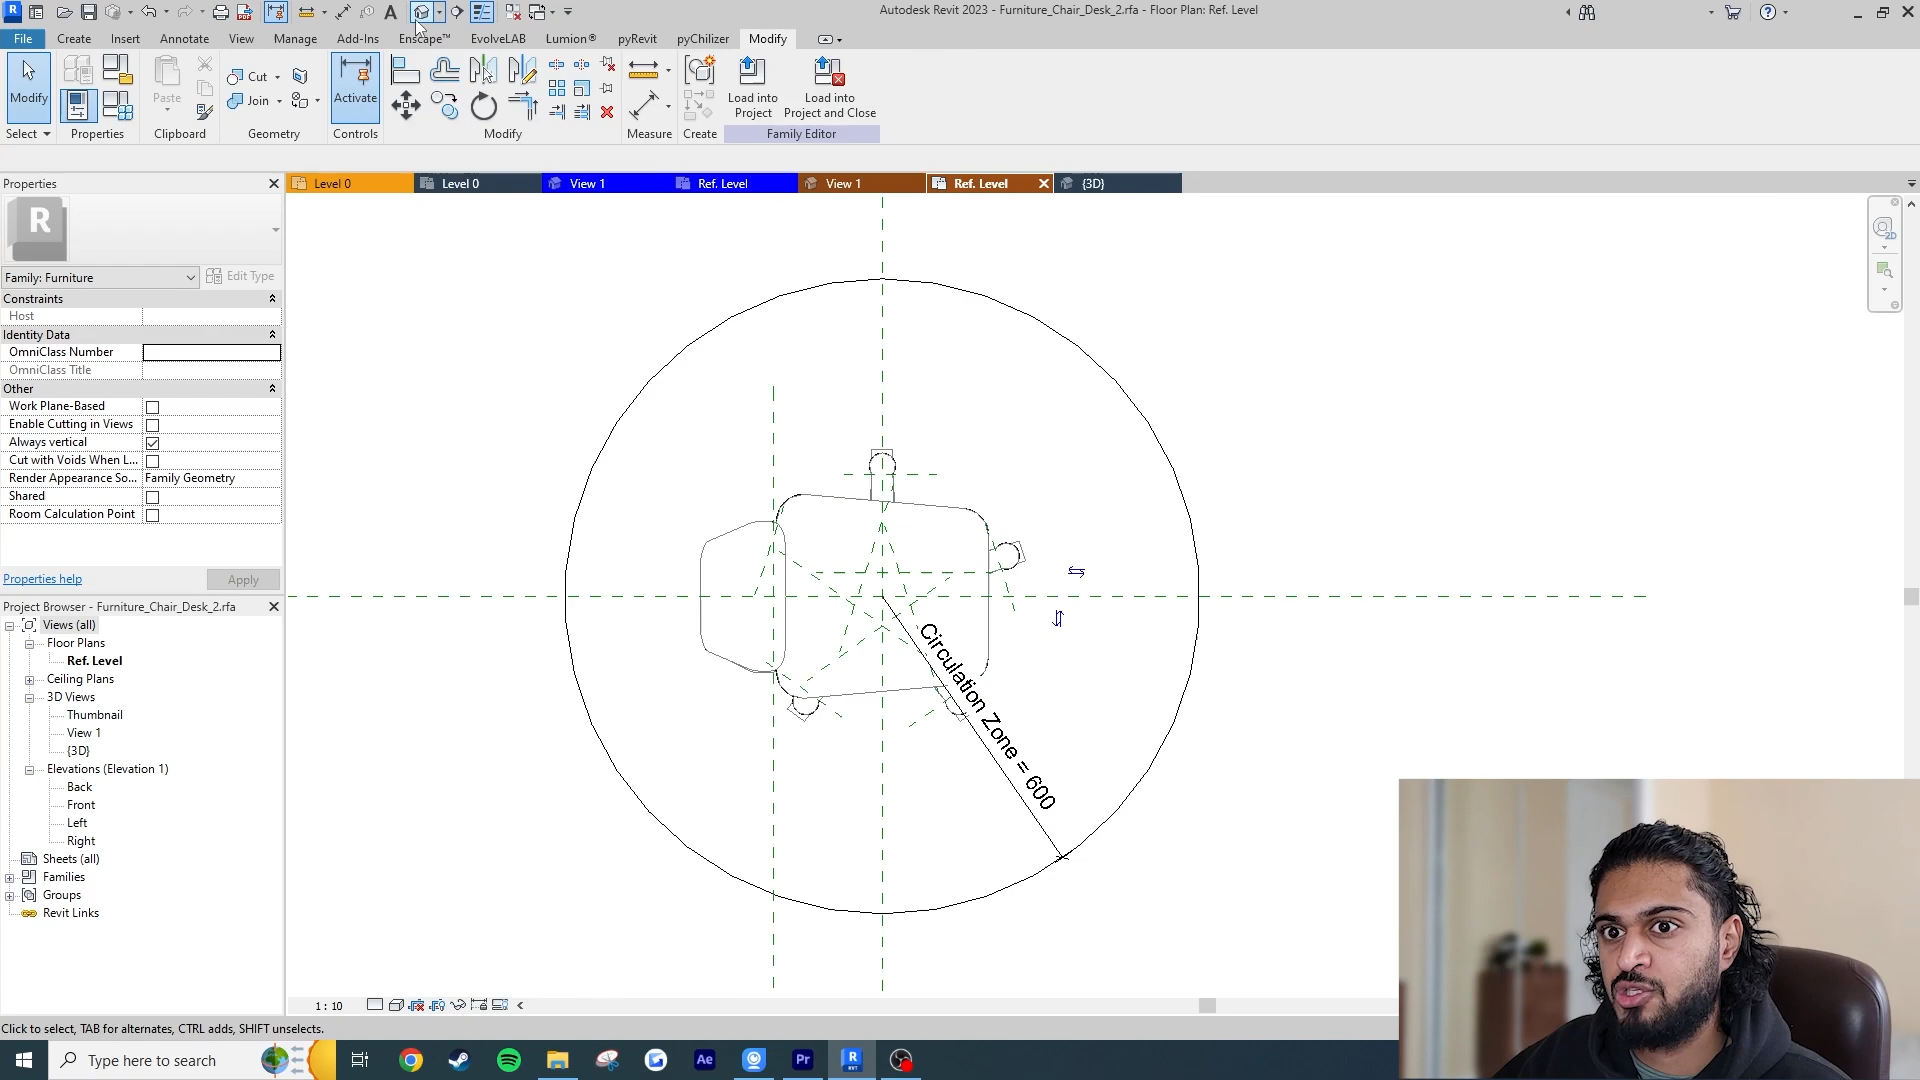 Autodesk Revit 2023 - Furniture_Chair_Desk_2.rfa - Floor Plan: Ref. Level
File Create Insert Annotate View Manage Add-Ins Enscape™ EvolveLAB Lumion® pyRevit pyChilizer Modify
Modify
Paste
Cut
Join
Activate
Load into Project
Load into Project and Close
Select Properties Clipboard Geometry Controls Modify Measure Create Family Editor
Properties
Level 0
Level 0
View 1
Ref. Level
View 1
Ref. Level
{3D}
R
Family: Furniture
Edit Type
Constraints
Host
Identity Data
OmniClass Number
OmniClass Title
Other
Work Plane-Based
Enable Cutting in Views
Always vertical
Cut with Voids When L...
Render Appearance So... Family Geometry
Shared
Room Calculation Point
Properties help
Apply
Project Browser - Furniture_Chair_Desk_2.rfa
Views (all)
Floor Plans
Ref. Level
Ceiling Plans
3D Views
Thumbnail
View 1
{3D}
Elevations (Elevation 1)
Back
Front
Left
Right
Sheets (all)
Families
Groups
Revit Links
Circulation Zone = 600
2D
1 : 10
Click to select, TAB for alternates, CTRL adds, SHIFT unselects.
Type here to search
Ae
Pr
R
RVT